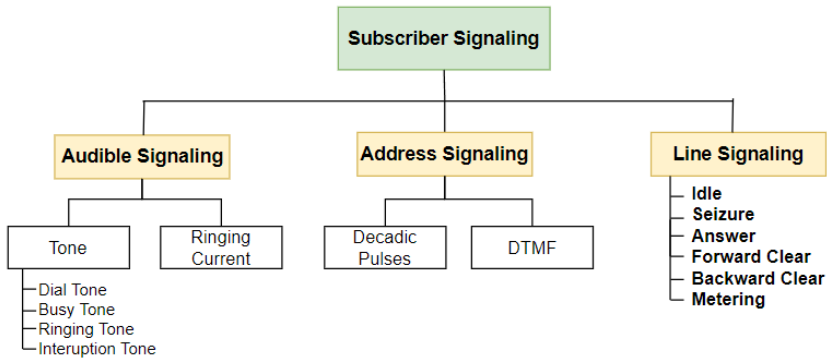 Subscriber Signaling
Audible Signaling
Address Signaling
Line Signaling
Tone
Ringing
Current
Decadic
Pulses
DTMF
Dial Tone
Busy Tone
Ringing Tone
Interuption Tone
Idle
Seizure
Answer
Forward Clear
Backward Clear
Metering